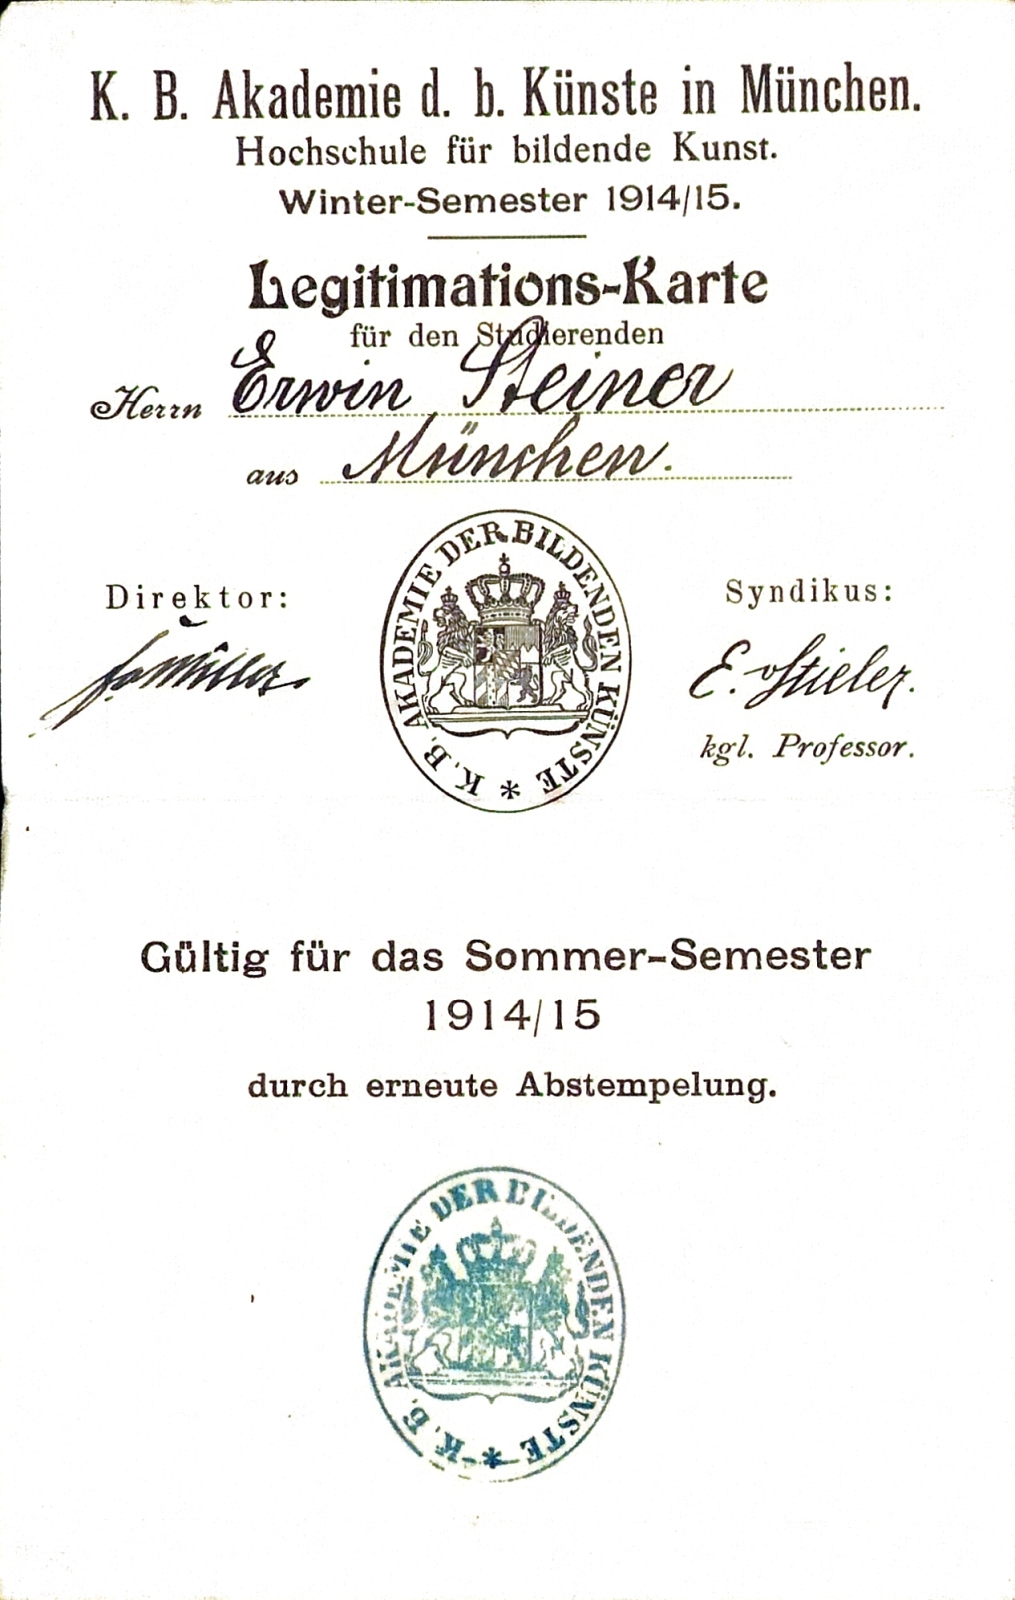 K. B. Akademie d. b. Künste in München.
Hochschule für bildende Kunst.
Winter-Semester 1914/15.
Legitimations-Karte
für den Studierenden
Herrn Erwin Steiner
aus München.
K. B. AKADEMIE DER BILDENDEN KÜNSTE *
Direktor:
Syndikus:
E. v Stieler.
kgl. Professor.
Gültig für das Sommer-Semester
1914/15
durch erneute Abstempelung.
K. B. AKADEMIE DER BILDENDEN KÜNSTE *